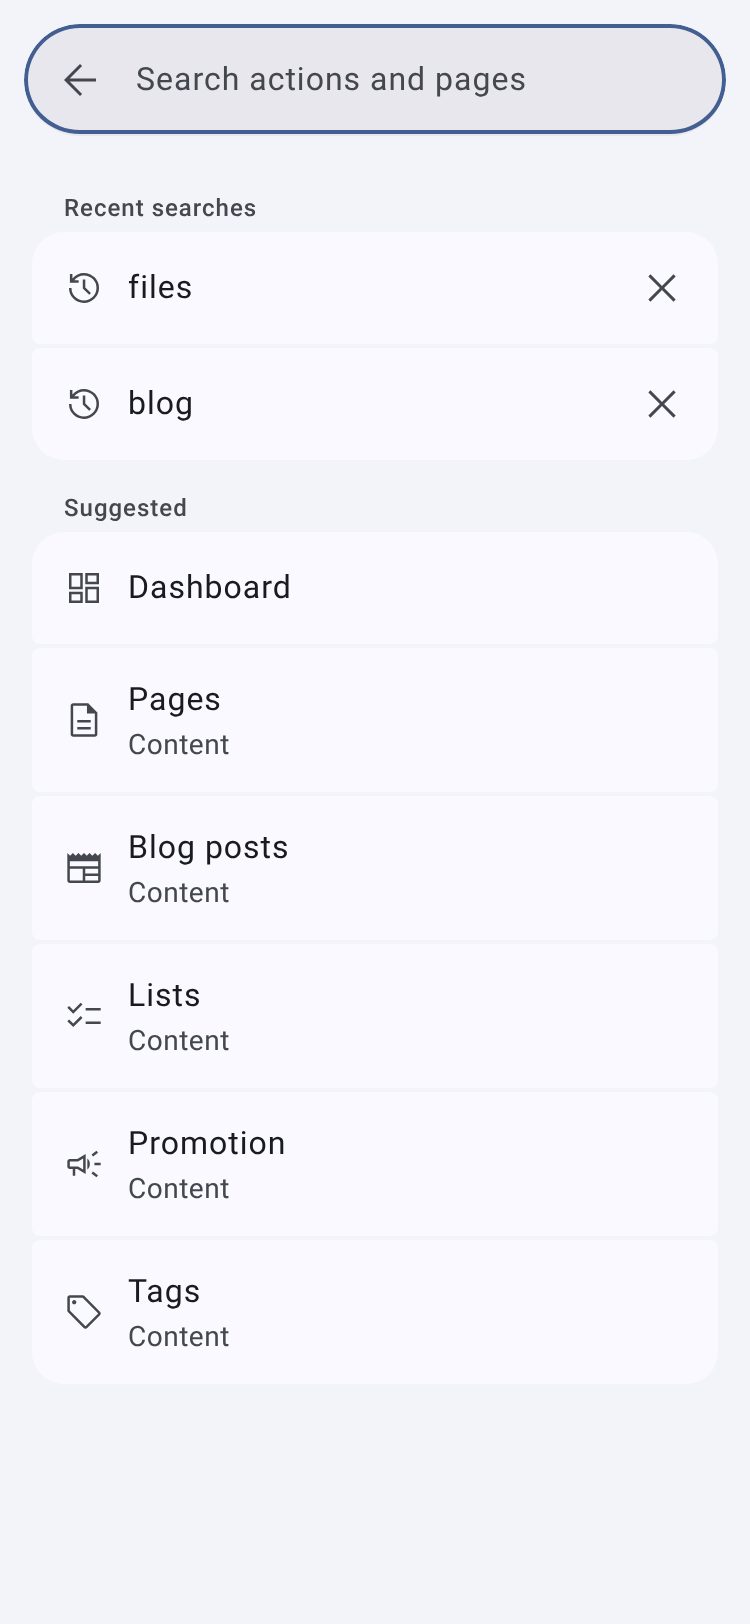 Search actions and pages
Recent searches
files
blog
Suggested
Dashboard
Pages
Content
Blog posts
Content
Lists
Content
Promotion
Content
Tags
Content